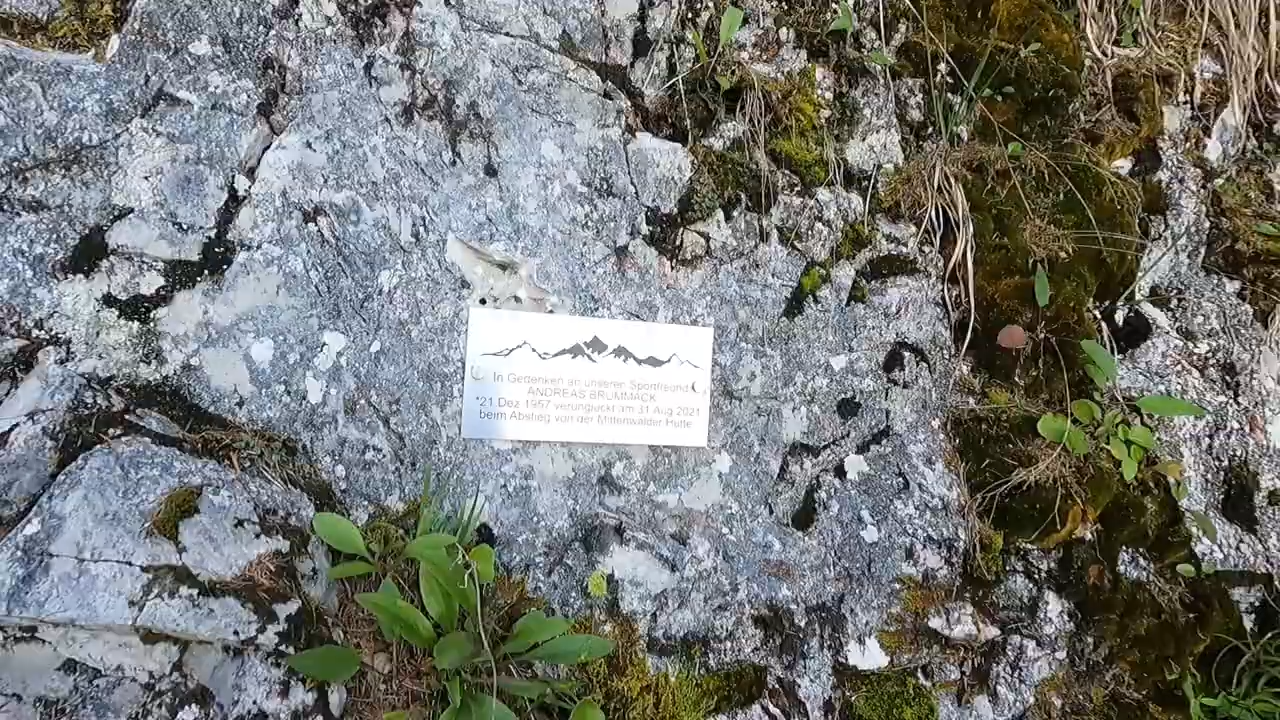 In Gedenken an unseren Sportfreund
ANDREAS BRUMMACK
*21.Dez 1957 verunglückt am 31 Aug 2021
beim Abstieg von der Mittenwalder Hütte